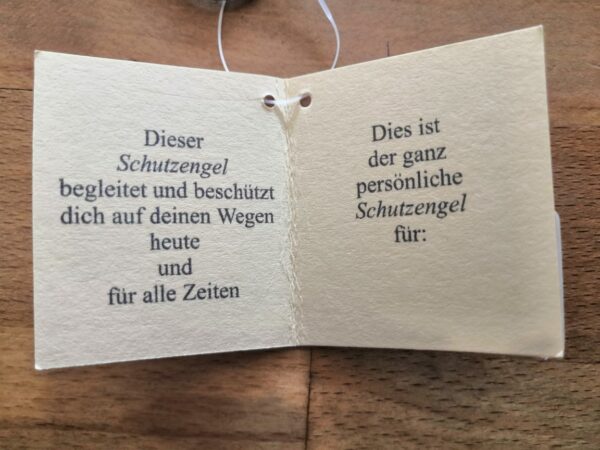 Dieser
Schutzengel
begleitet und beschützt
dich auf deinen Wegen
heute
und
für alle Zeiten
Dies ist
der ganz
persönliche
Schutzengel
für: